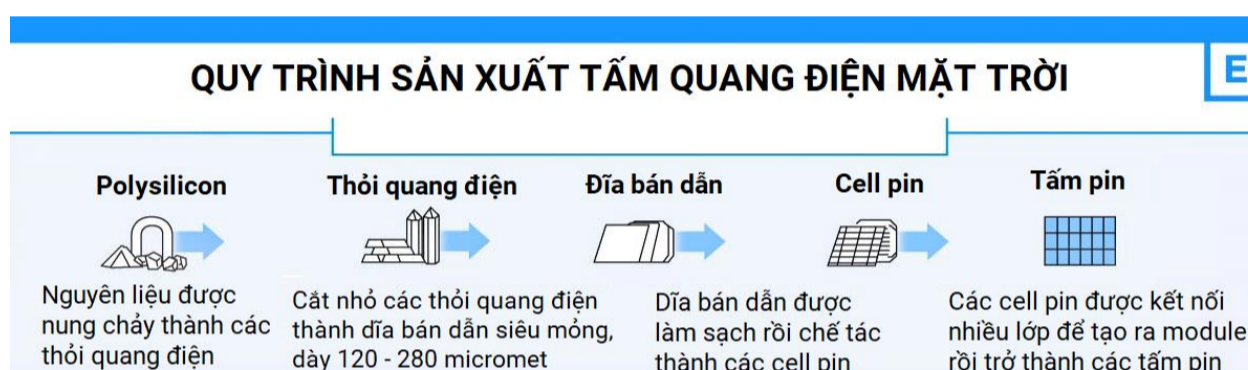 QUY TRÌNH SẢN XUẤT TẤM QUANG ĐIỆN MẶT TRỜI
E
Polysilicon
Nguyên liệu được
nung chảy thành các
thỏi quang điện
Thỏi quang điện
Cắt nhỏ các thỏi quang điện
thành dĩa bán dẫn siêu mỏng,
dày 120 - 280 micromet
Đĩa bán dẫn
Dĩa bán dẫn được
làm sạch rồi chế tác
thành các cell pin
Cell pin
Tấm pin
Các cell pin được kết nối
nhiều lớp để tạo ra module
rồi trở thành các tấm pin